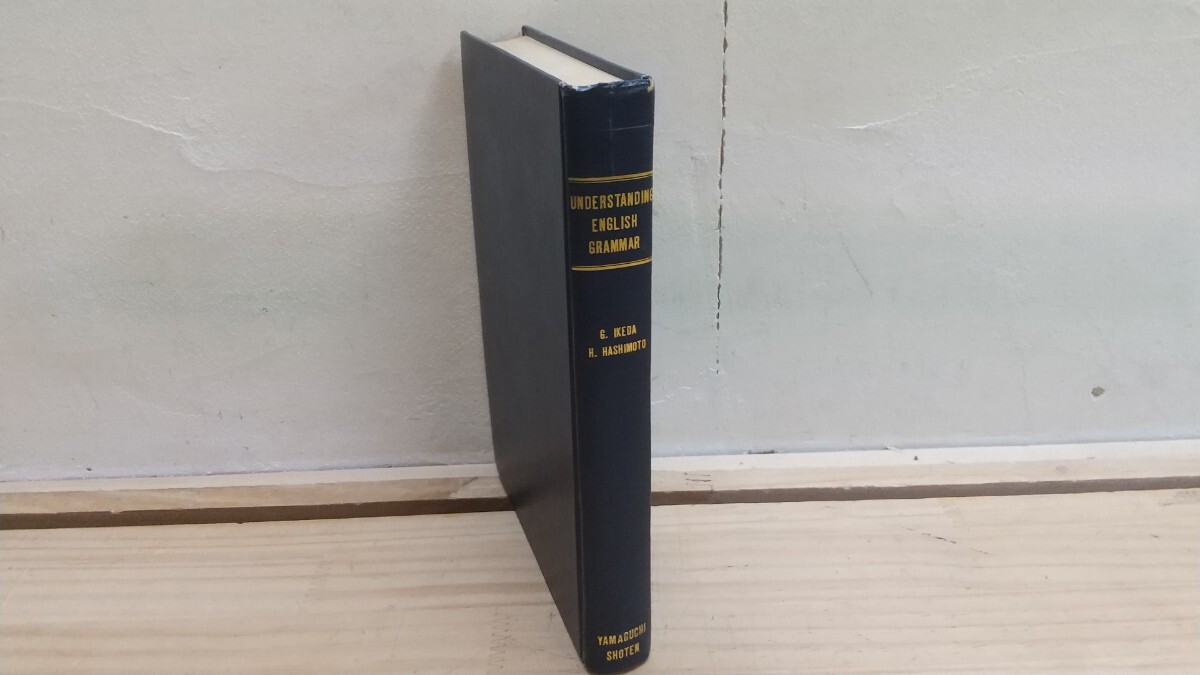 UNDERSTANDING
ENGLISH
GRAMMAR
G. IKEDA
H. HASHIMOTO
YAMAGUCHI
SHOTEN